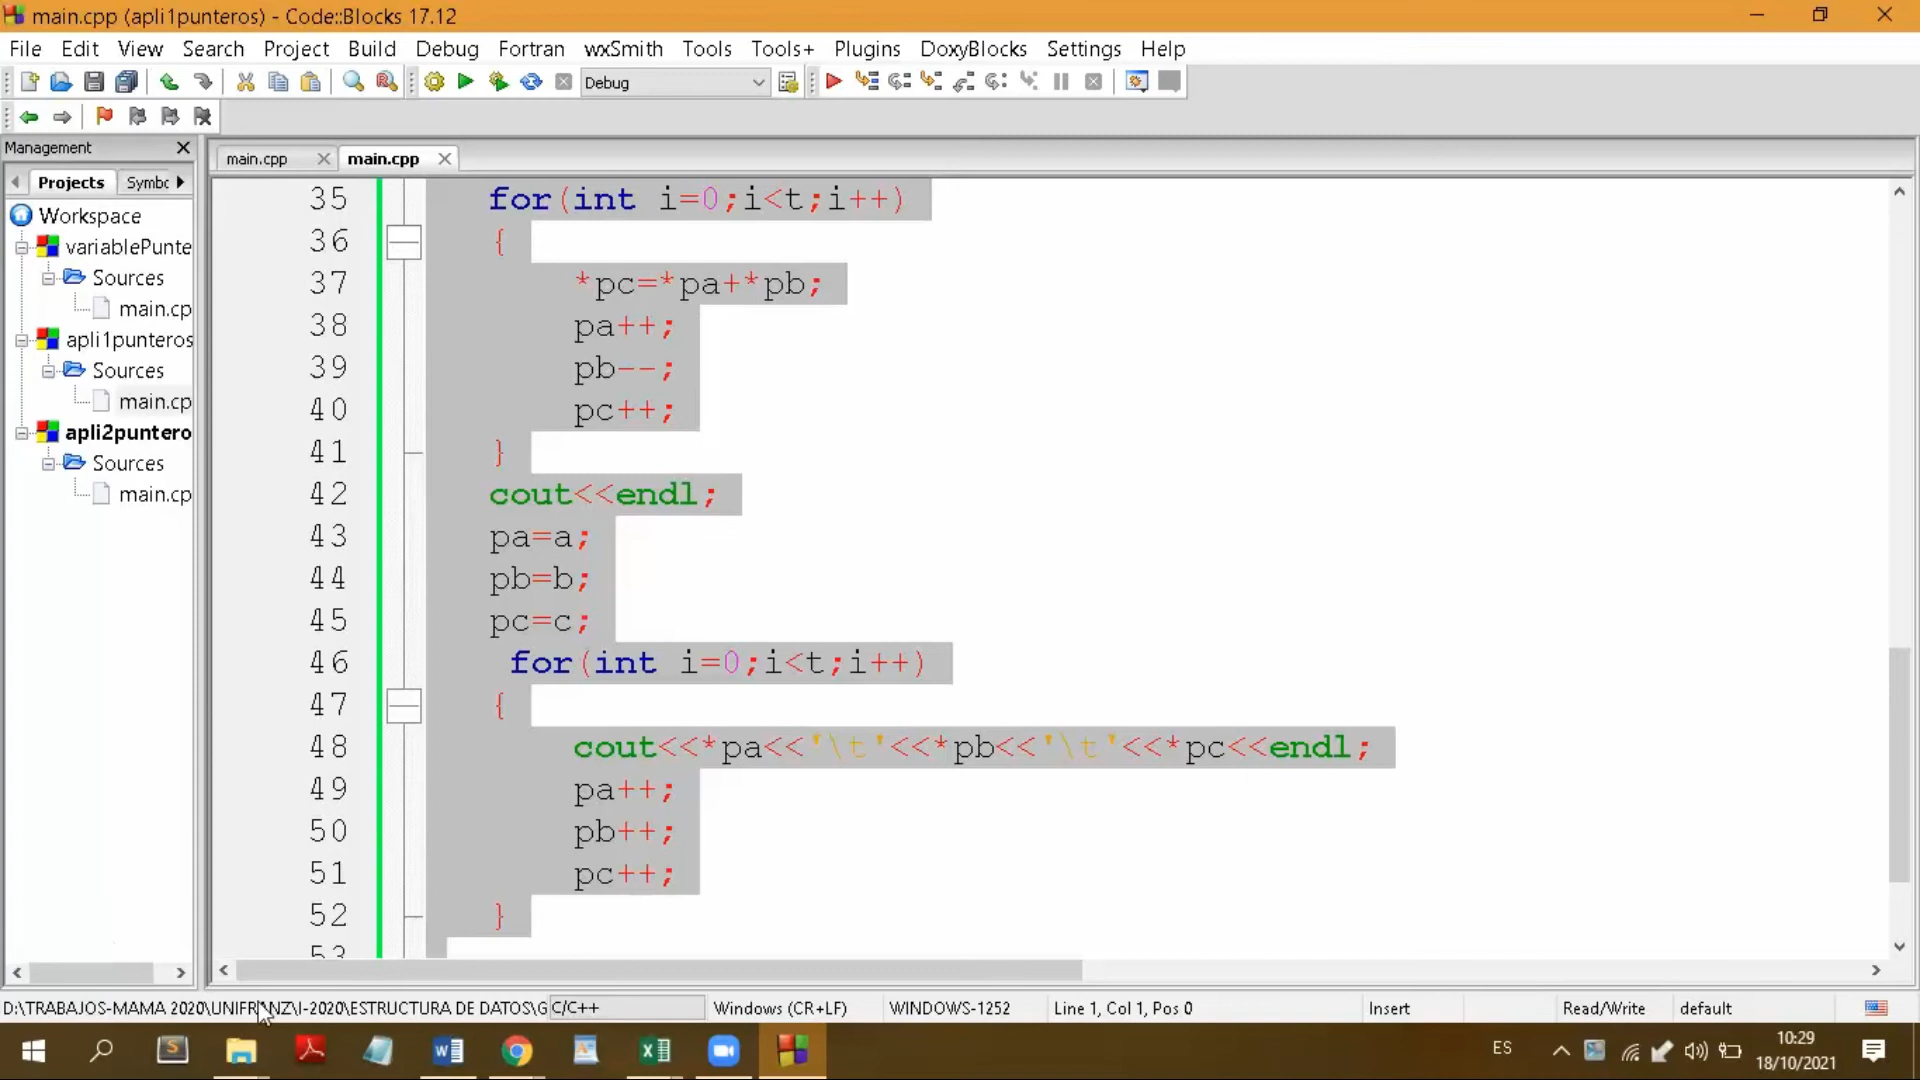 main.cpp (apli1punteros) - Code::Blocks 17.12
File Edit View Search Project Build Debug Fortran wxSmith Tools Tools+ Plugins DoxyBlocks Settings Help
Debug
Management
main.cpp main.cpp
Projects Symbc
Workspace
variablePunte
Sources
main.cp
apli1punteros
Sources
main.cp
apli2puntero
Sources
main.cp
35 for(int i=0;i<t;i++)
36 {
37 *pc=*pa+*pb;
38 pa++;
39 pb--;
40 pc++;
41 }
42 cout<<endl;
43 pa=a;
44 pb=b;
45 pc=c;
46 for(int i=0;i<t;i++)
47 {
48 cout<<*pa<<'\t'<<*pb<<'\t'<<*pc<<endl;
49 pa++;
50 pb++;
51 pc++;
52 }
53
D:\TRABAJOS-MAMA 2020\UNIFRANZ\I-2020\ESTRUCTURA DE DATOS\G C/C++ Windows (CR+LF) WINDOWS-1252 Line 1, Col 1, Pos 0 Insert Read/Write default
ES
10:29
18/10/2021